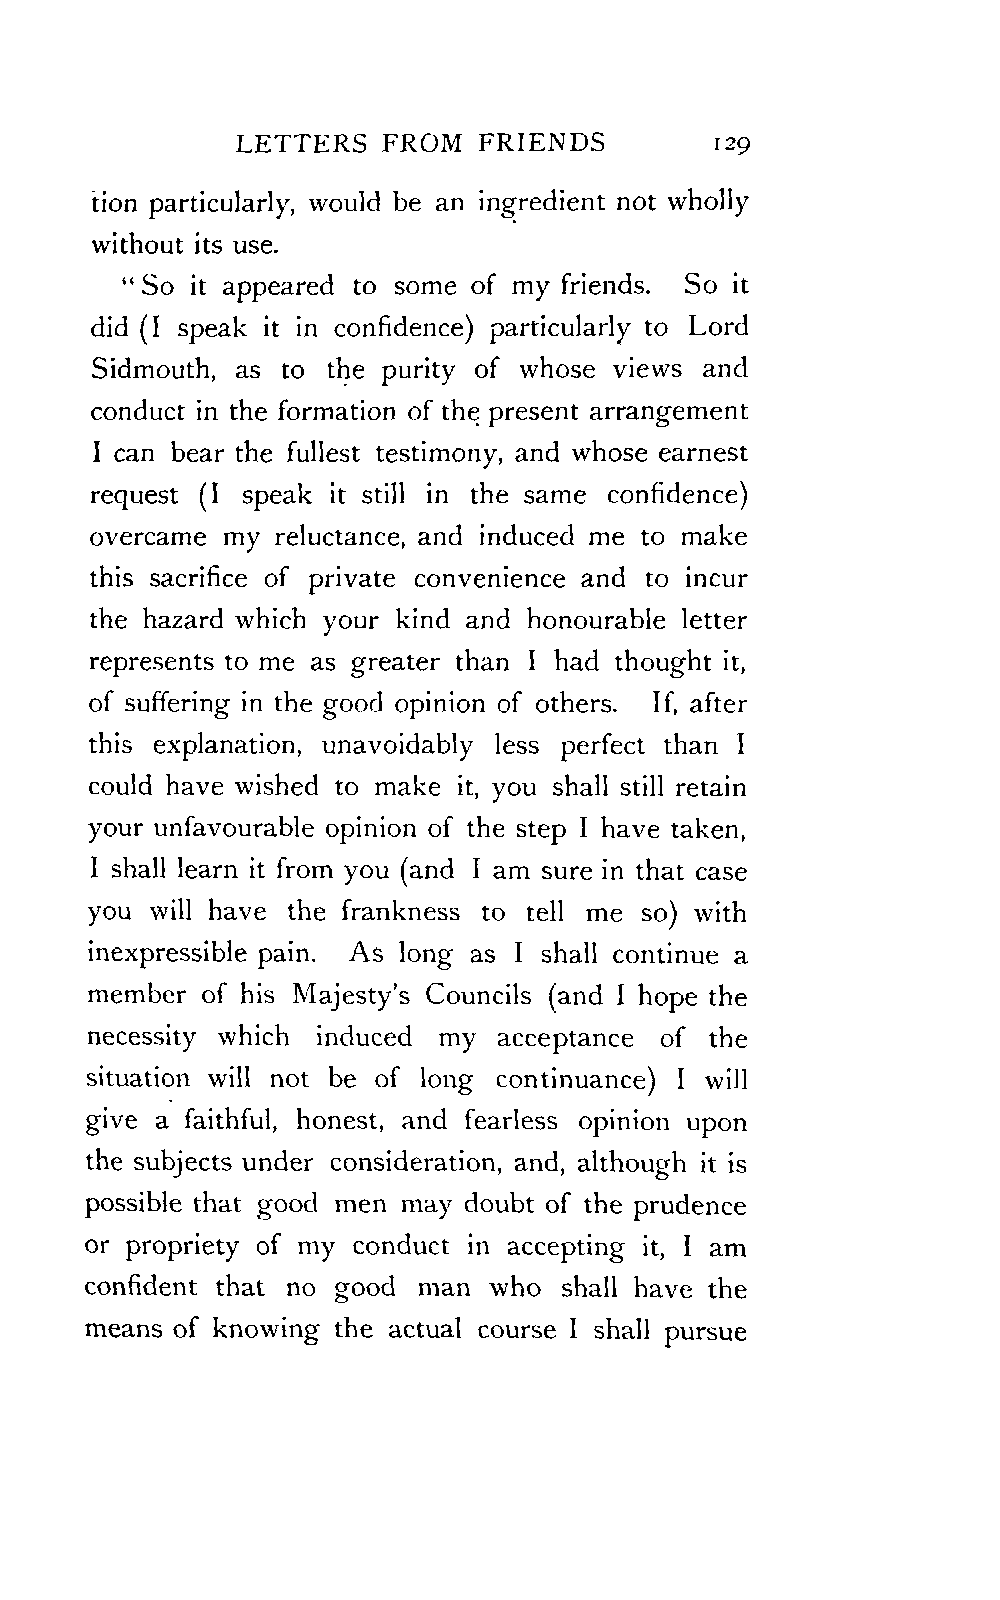 LETTERS FROM FRIENDS 129
tion particularly, would be an ingredient not wholly
without its use.
“So it appeared to some of my friends. So it
did (I speak it in confidence) particularly to Lord
Sidmouth, as to the purity of whose views and
conduct in the formation of the present arrangement
I can bear the fullest testimony, and whose earnest
request (I speak it still in the same confidence)
overcame my reluctance, and induced me to make
this sacrifice of private convenience and to incur
the hazard which your kind and honourable letter
represents to me as greater than I had thought it,
of suffering in the good opinion of others. If, after
this explanation, unavoidably less perfect than I
could have wished to make it, you shall still retain
your unfavourable opinion of the step I have taken,
I shall learn it from you (and I am sure in that case
you will have the frankness to tell me so) with
inexpressible pain. As long as I shall continue a
member of his Majesty's Councils (and I hope the
necessity which induced my acceptance of the
situation will not be of long continuance) I will
give a faithful, honest, and fearless opinion upon
the subjects under consideration, and, although it is
possible that good men may doubt of the prudence
or propriety of my conduct in accepting it, I am
confident that no good man who shall have the
means of knowing the actual course I shall pursue